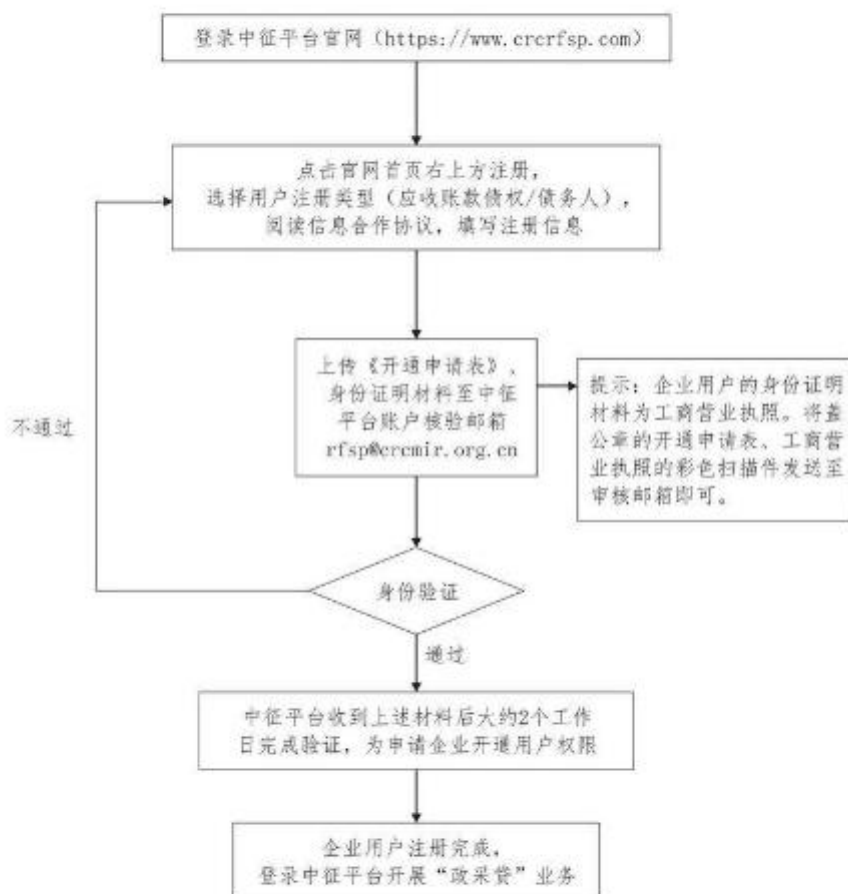 登录中征平台官网（https://www.crcrfsp.com）
点击官网首页右上方注册，
选择用户注册类型（应收账款债权/债务人），
阅读信息合作协议，填写注册信息
上传《开通申请表》、
身份证明材料至中征
平台账户核验邮箱
rfsp@crcmir.org.cn
提示：企业用户的身份证明
材料为工商营业执照。将盖
公章的开通申请表、工商营
业执照的彩色扫描件发送至
审核邮箱即可。
不通过
身份验证
通过
中征平台收到上述材料后大约2个工作
日完成验证，为申请企业开通用户权限
企业用户注册完成，
登录中征平台开展“政采贷”业务